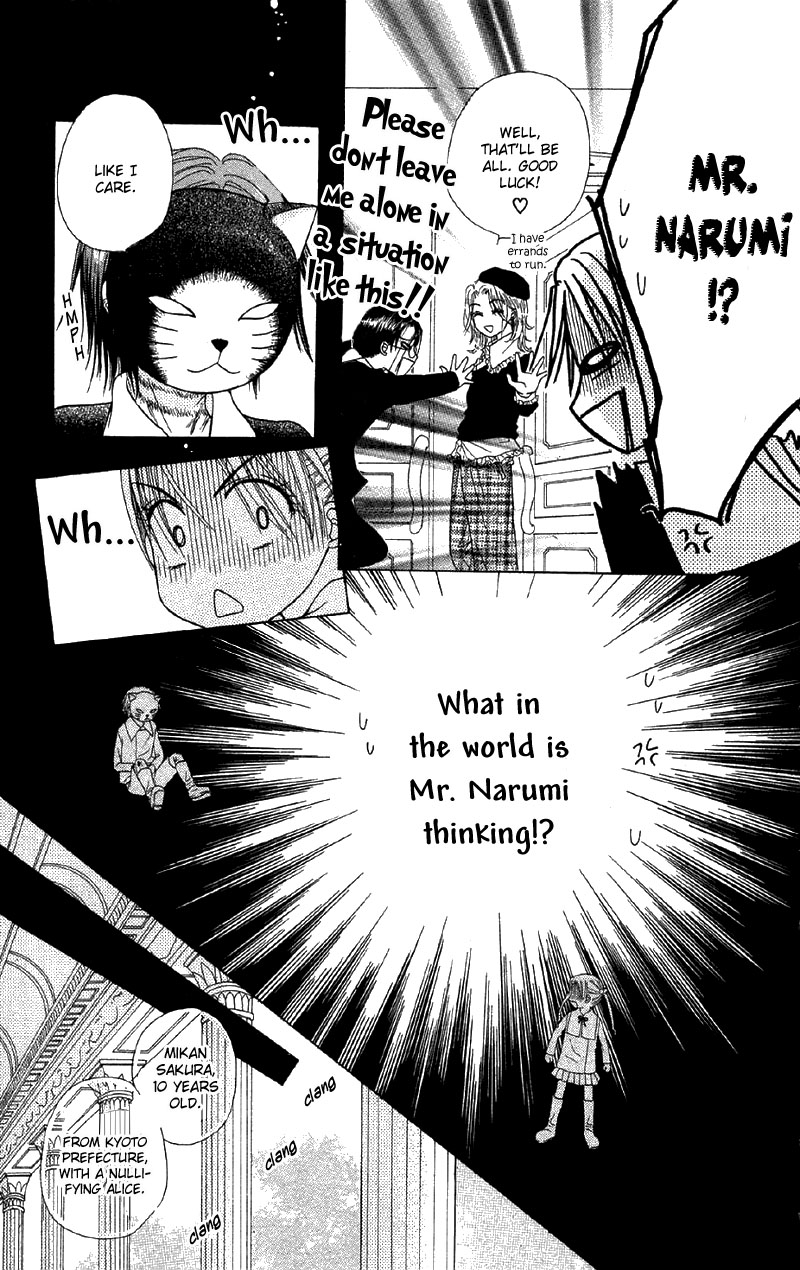 MR.
NARUMI
!?
WELL,
THAT'LL BE
ALL. GOOD
LUCK!
♡
I have
errands
to run.
Please
don't leave
me alone in
a situation
like this!!
Wh...
LIKE I
CARE.
HMPH
Wh...
What in
the world is
Mr. Narumi
thinking!?
clang
clang
clang
MIKAN
SAKURA,
10 YEARS
OLD.
FROM KYOTO
PREFECTURE,
WITH A NULLI-
FYING ALICE.